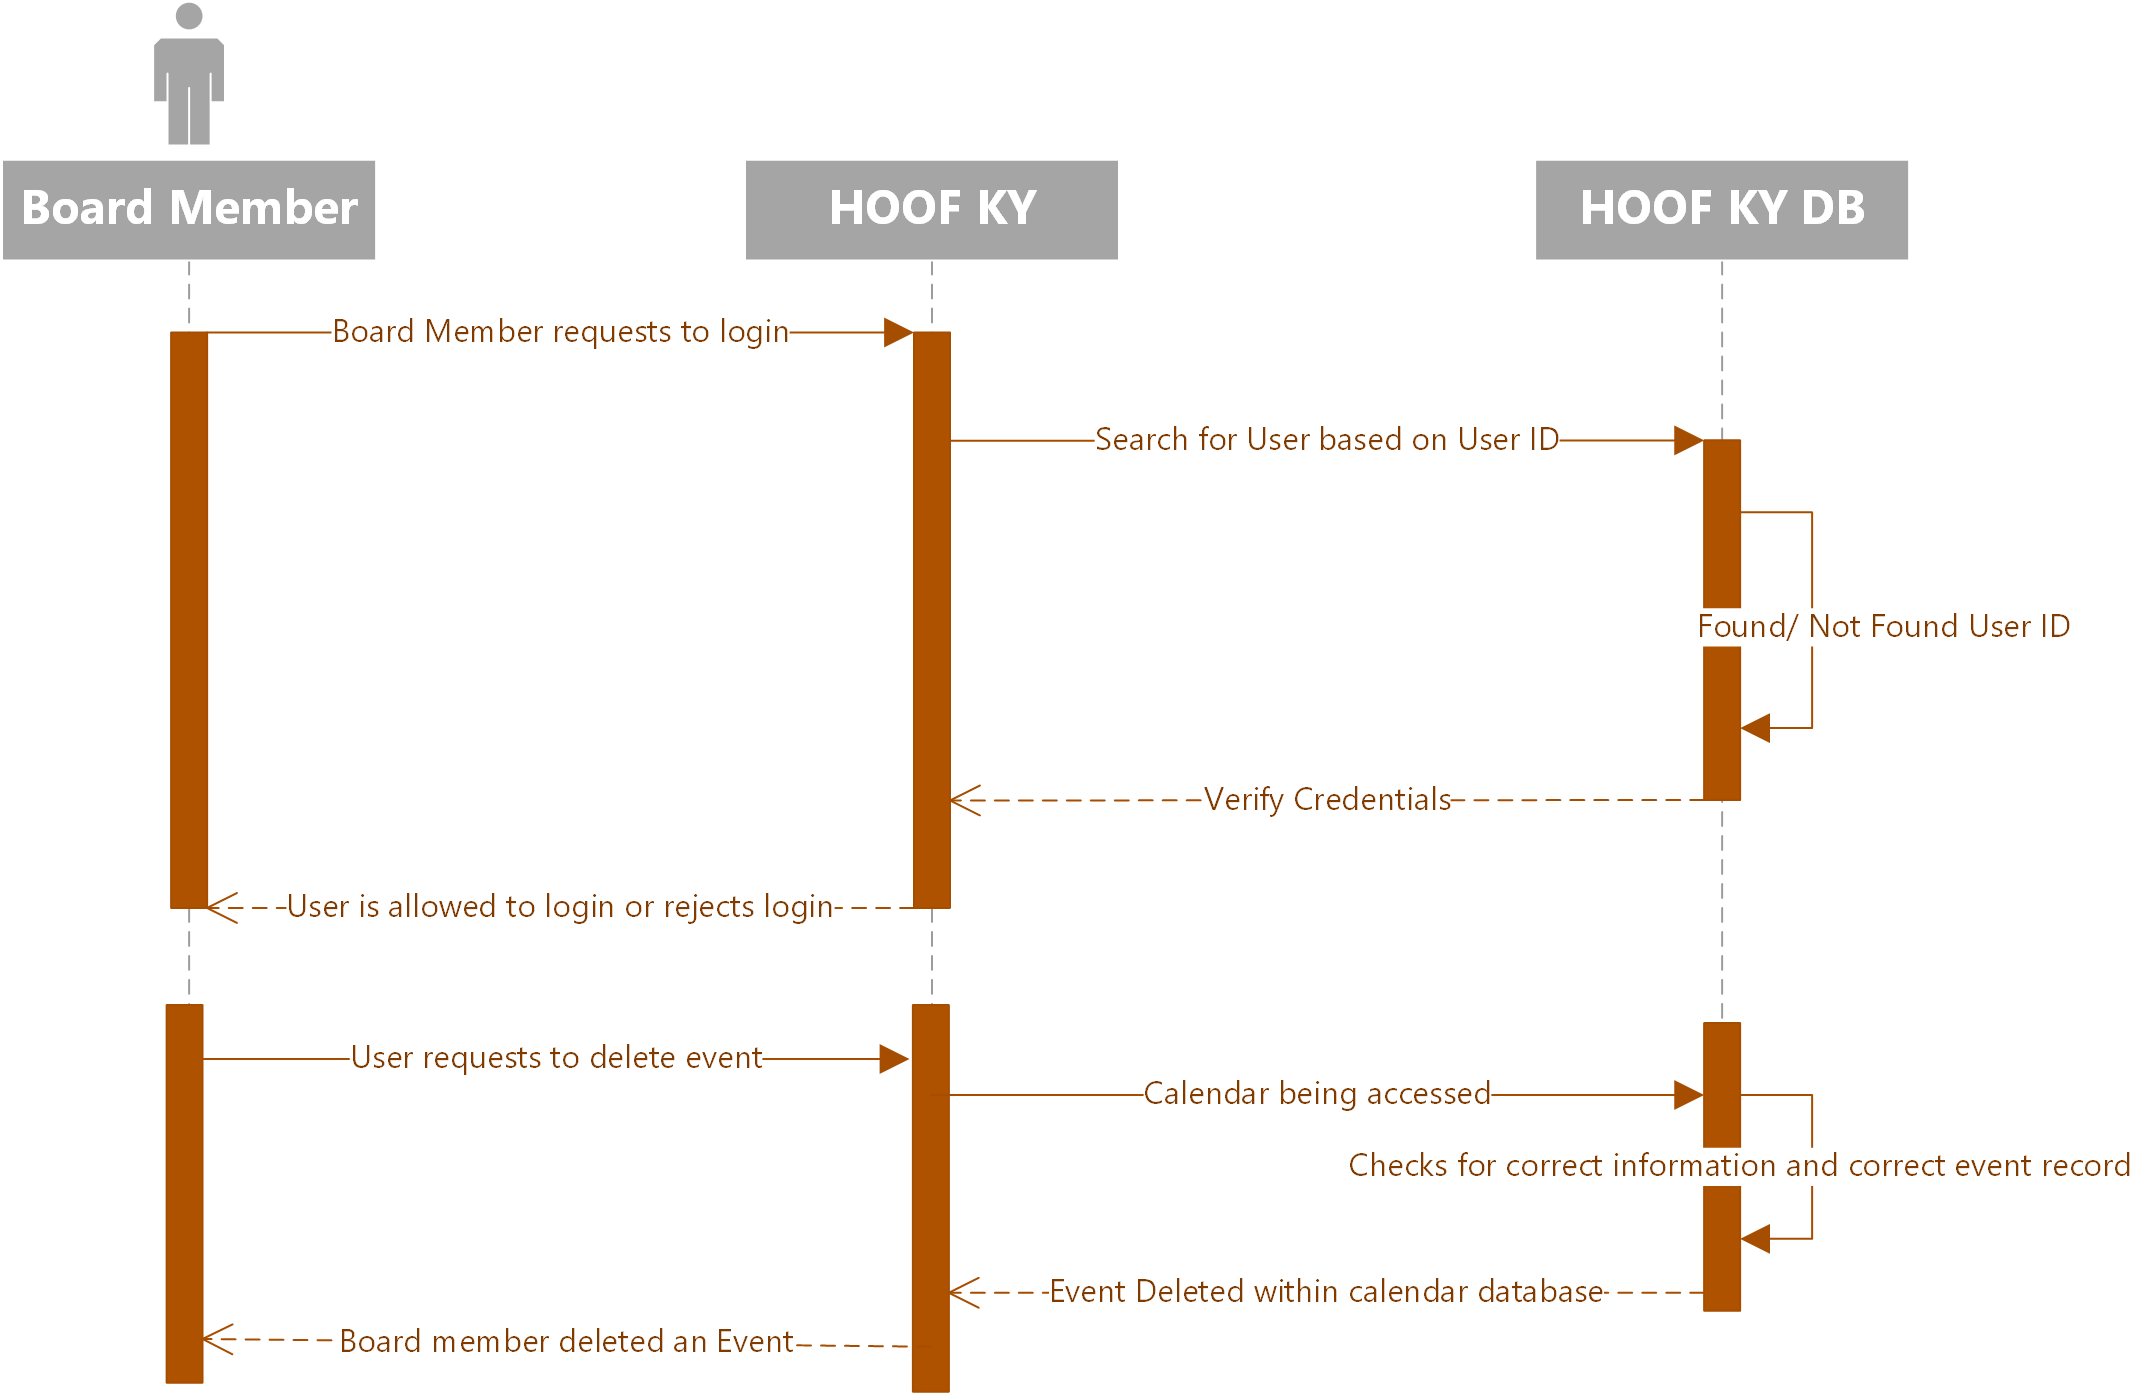 Board Member
HOOF KY
HOOF KY DB
Board Member requests to login
Search for User based on User ID
Found/ Not Found User ID
Verify Credentials
User is allowed to login or rejects login
User requests to delete event
Calendar being accessed
Checks for correct information and correct event record
Event Deleted within calendar database
Board member deleted an Event